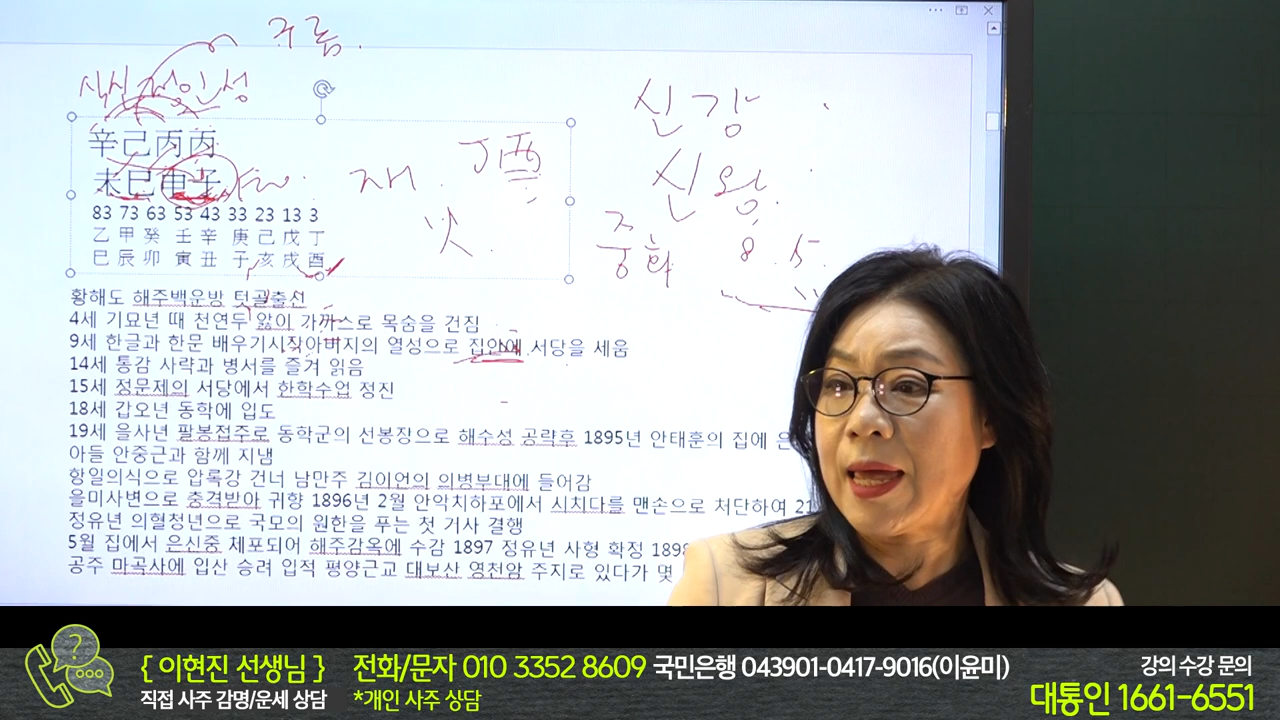 주름.
식신 정인성
신강
신왕
중화 8.5
재. 酉
火
辛己丙丙
未巳申子
83 73 63 53 43 33 23 13 3
乙 甲 癸 壬 辛 庚 己 戊 丁
巳 辰 卯 寅 丑 子 亥 戌 酉
황해도 해주백운방 텃골출신
4세 기묘년 때 천연두 앓이 가까스로 목숨을 건짐
9세 한글과 한문 배우기시작아버지의 열성으로 집안에 서당을 세움
14세 통감 사략과 병서를 즐겨 읽음
15세 정문제의 서당에서 한학수업 정진
18세 갑오년 동학에 입도
19세 을사년 팔봉접주로 동학군의 선봉장으로 해수성 공략후 1895년 안태훈의 집에 은
아들 안중근과 함께 지냄
항일의식으로 압록강 건너 남만주 김이언의 의병부대에 들어감
을미사변으로 충격받아 귀향 1896년 2월 안악치하포에서 시치다를 맨손으로 처단하여 21
정유년 의혈청년으로 국모의 원한을 푸는 첫 거사 결행
5월 집에서 은신중 체포되어 해주감옥에 수감 1897 정유년 사형 확정 1898
공주 마곡사에 입산 승려 입적 평양근교 대보산 영천암 주지로 있다가 몇
{ 이현진 선생님 } 전화/문자 010 3352 8609 국민은행 043901-0417-9016(이윤미) 강의 수강 문의
직접 사주 감명/운세 상담 *개인 사주 상담 대통인 1661-6551